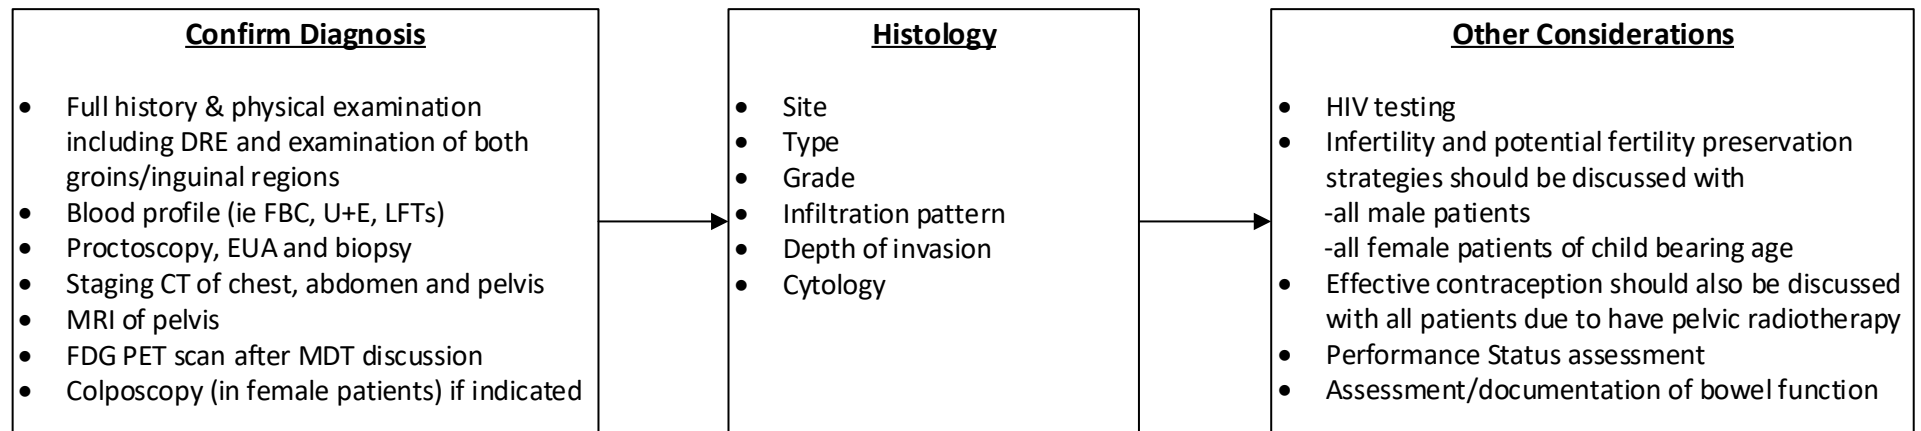 Confirm Diagnosis
• Full history & physical examination
including DRE and examination of both
groins/inguinal regions
• Blood profile (ie FBC, U+E, LFTs)
• Proctoscopy, EUA and biopsy
• Staging CT of chest, abdomen and pelvis
• MRI of pelvis
• FDG PET scan after MDT discussion
• Colposcopy (in female patients) if indicated
Histology
• Site
• Type
• Grade
• Infiltration pattern
• Depth of invasion
• Cytology
Other Considerations
• HIV testing
• Infertility and potential fertility preservation
strategies should be discussed with
-all male patients
-all female patients of child bearing age
• Effective contraception should also be discussed
with all patients due to have pelvic radiotherapy
• Performance Status assessment
• Assessment/documentation of bowel function